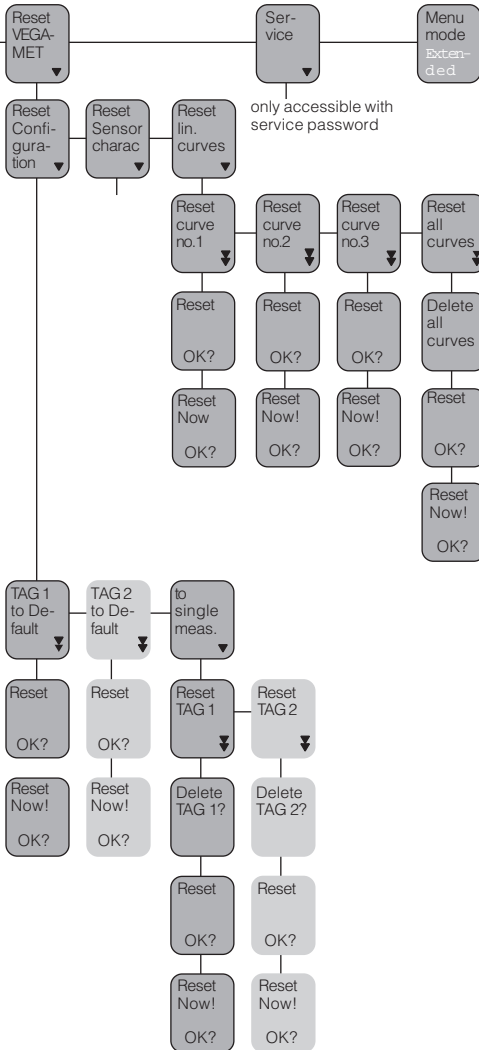 Reset
VEGA-
MET
Ser-
vice
Menu
mode
Exten-
ded
only accessible with
service password
Reset
Confi-
gura-
tion
Reset
Sensor
charac
Reset
lin.
curves
Reset
curve
no.1
Reset
curve
no.2
Reset
curve
no.3
Reset
all
curves
Reset
OK?
Reset
OK?
Reset
OK?
Delete
all
curves
Reset
Now
OK?
Reset
Now!
OK?
Reset
Now!
OK?
Reset
OK?
Reset
Now!
OK?
TAG 1
to De-
fault
TAG 2
to De-
fault
to
single
meas.
Reset
OK?
Reset
OK?
Reset
TAG 1
Reset
TAG 2
Reset
Now!
OK?
Reset
Now!
OK?
Delete
TAG 1?
Delete
TAG 2?
Reset
OK?
Reset
OK?
Reset
Now!
OK?
Reset
Now!
OK?